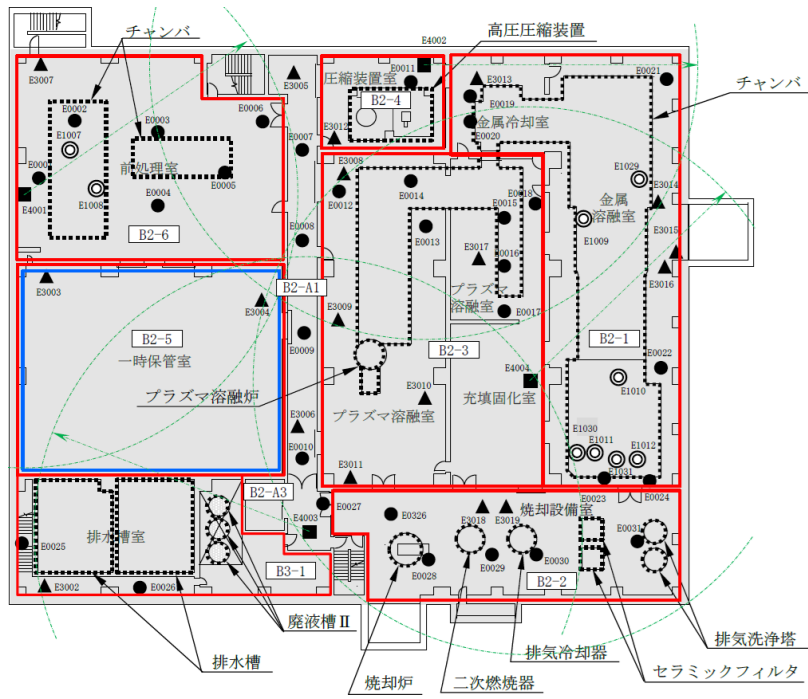 高圧圧縮装置
チャンバ
E4002
E3007
E0011
圧縮装置室
E3013
E0021
チャンバ
E3005
B2-4
E0002
E0003
E0006
E0019
金属冷却室
E1007
E0007
E3012
E0020
前処理室
E3008
E1029
E000
E0005
E0012
E0014
E0018
E4001
E1008
E0004
E0015
金属
溶融室
E3014
B2-6
E0008
E0013
E1009
E3015
E3017
E0016
E3016
E3003
B2-A1
プラズマ
溶融室
E3004
E3009
E0017
B2-5
E0009
B2-3
B2-1
一時保管室
E4004
E0022
プラズマ溶融炉
E3010
E1010
E3006
プラズマ溶融室
充填固化室
E1030
E1011
E1012
E0010
E3011
E1031
B2-A3
E0023
E0024
E0027
E0326
焼却設備室
排水槽室
E4003
E3018
E3019
E0031
E0025
E0028
E0029
E0030
B3-1
B2-2
E3002
E0026
廃液槽Ⅱ
排気洗浄塔
排水槽
排気冷却器
セラミックフィルタ
焼却炉
二次燃焼器